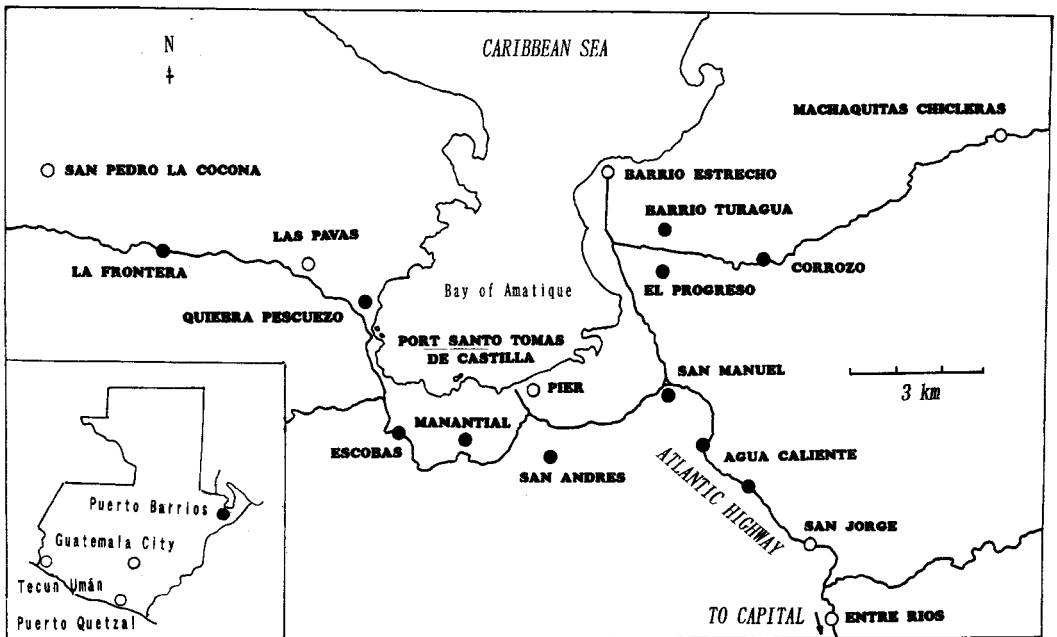 N
CARIBBEAN SEA
MACHAQUITAS CHICLERAS
SAN PEDRO LA COCONA
BARRIO ESTRECHO
BARRIO TURAGUA
LAS PAVAS
LA FRONTERA
CORROZO
EL PROGRESO
Bay of Amatique
QUIEBRA PESCUEZO
PORT SANTO TOMAS
DE CASTILLA
SAN MANUEL
PIER
3 km
MANANTIAL
ESCOBAS
AGUA CALIENTE
SAN ANDRES
ATLANTIC HIGHWAY
SAN JORGE
TO CAPITAL
ENTRE RIOS
Puerto Barrios
Guatemala City
Tecun Umán
Puerto Quetzal